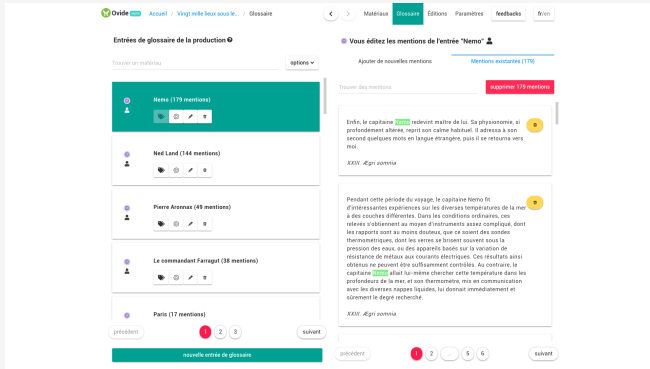 Ovide beta Accueil / Vingt mille lieux sous le... / Glossaire
Matériaux Glossaire Éditions Paramètres feedbacks fr/en
Entrées de glossaire de la production
Trouver un matériau options
Nemo (179 mentions)
Ned Land (144 mentions)
Pierre Aronnax (49 mentions)
Le commandant Farragut (38 mentions)
Paris (17 mentions)
précédent 1 2 3 suivant
nouvelle entrée de glossaire
Vous éditez les mentions de l'entrée "Nemo"
Ajouter de nouvelles mentions Mentions existantes (179)
Trouver des mentions supprimer 179 mentions
Enfin, le capitaine Nemo redevint maître de lui. Sa physionomie, si
profondément altérée, reprit son calme habituel. Il adressa à son
second quelques mots en langue étrangère, puis il se retourna vers
moi.
XXIII. Ægri somnia
Pendant cette période du voyage, le capitaine Nemo fit
d'intéressantes expériences sur les diverses températures de la mer
à des couches différentes. Dans les conditions ordinaires, ces
relevés s'obtiennent au moyen d'instruments assez compliqué, dont
les rapports sont au moins douteux, que ce soient des sondes
thermométriques, dont les verres se brisent souvent sous la
pression des eaux, ou des appareils basés sur la variation de
résistance de métaux aux courants électriques. Ces résultats ainsi
obtenus ne peuvent être suffisamment contrôlés. Au contraire, le
capitaine Nemo allait lui-même chercher cette température dans les
profondeurs de la mer, et son thermomètre, mis en communication
avec les diverses nappes liquides, lui donnait immédiatement et
sûrement le degré recherché.
XXIII. Ægri somnia
précédent 1 2 ... 5 6 suivant